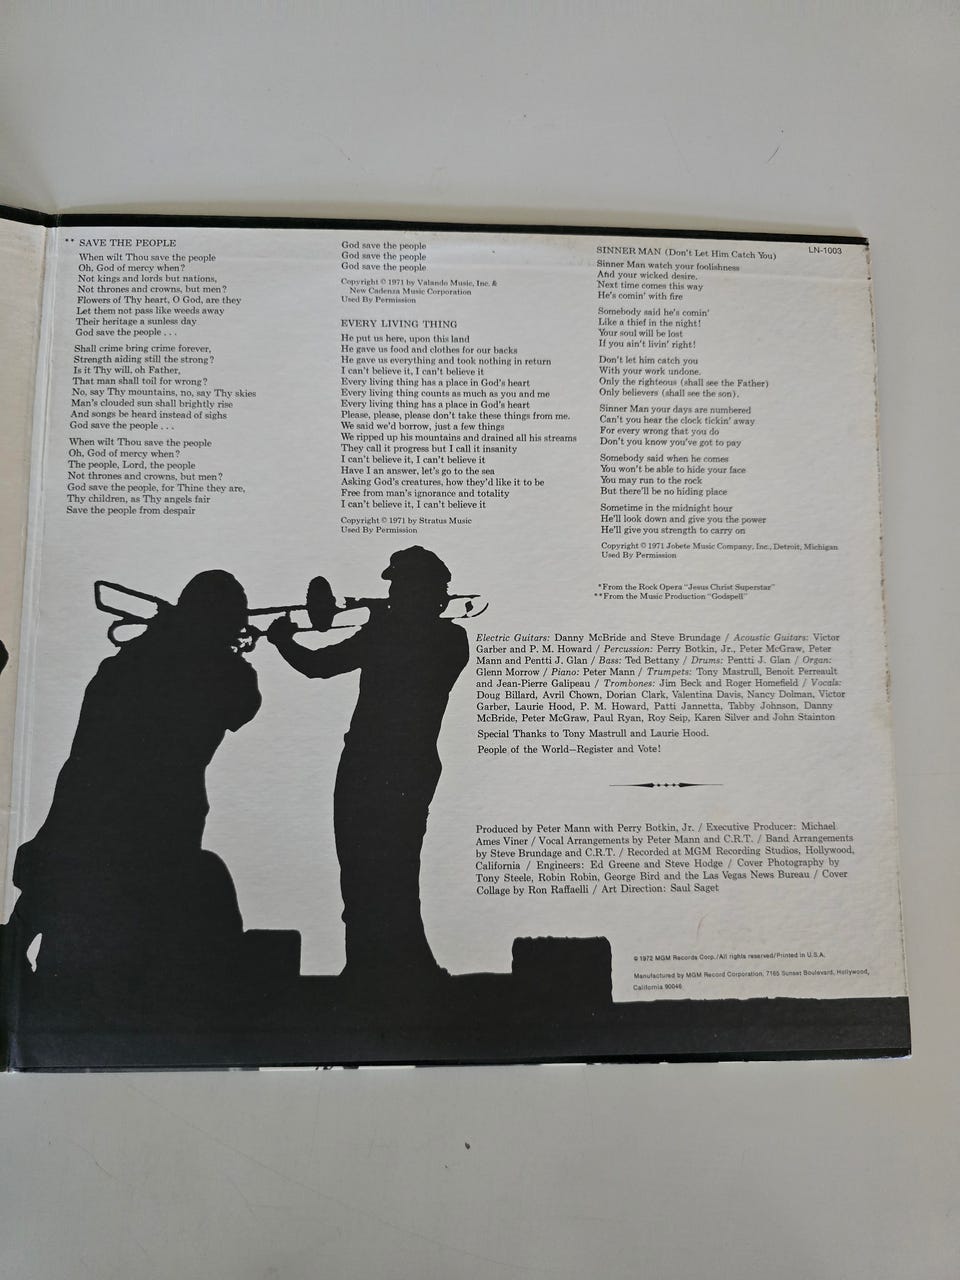 ** SAVE THE PEOPLE
When wilt Thou save the people
Oh, God of mercy when?
Not kings and lords but nations,
Not thrones and crowns, but men?
Flowers of Thy heart, O God, are they
Let them not pass like weeds away
Their heritage a sunless day
God save the people . . .
Shall crime bring crime forever,
Strength aiding still the strong?
Is it Thy will, oh Father,
That man shall toil for wrong?
No, say Thy mountains, no, say Thy skies
Man's clouded sun shall brightly rise
And songs be heard instead of sighs
God save the people . . .
When wilt Thou save the people
Oh, God of mercy when?
The people, Lord, the people
Not thrones and crowns, but men?
God save the people, for Thine they are,
Thy children, as Thy angels fair
Save the people from despair
God save the people
God save the people
God save the people
Copyright © 1971 by Valando Music, Inc. &
New Cadenza Music Corporation
Used By Permission
EVERY LIVING THING
He put us here, upon this land
He gave us food and clothes for our backs
He gave us everything and took nothing in return
I can't believe it, I can't believe it
Every living thing has a place in God's heart
Every living thing counts as much as you and me
Every living thing has a place in God's heart
Please, please, please don't take these things from me.
We said we'd borrow, just a few things
We ripped up his mountains and drained all his streams
They call it progress but I call it insanity
I can't believe it, I can't believe it
Have I an answer, let's go to the sea
Asking God's creatures, how they'd like it to be
Free from man's ignorance and totality
I can't believe it, I can't believe it
Copyright © 1971 by Stratus Music
Used By Permission
LN-1003
SINNER MAN (Don't Let Him Catch You)
Sinner Man watch your foolishness
And your wicked desire.
Next time comes this way
He's comin' with fire
Somebody said he's comin'
Like a thief in the night!
Your soul will be lost
If you ain't livin' right!
Don't let him catch you
With your work undone.
Only the righteous (shall see the Father)
Only believers (shall see the son).
Sinner Man your days are numbered
Can't you hear the clock tickin' away
For every wrong that you do
Don't you know you've got to pay
Somebody said when he comes
You won't be able to hide your face
You may run to the rock
But there'll be no hiding place
Sometime in the midnight hour
He'll look down and give you the power
He'll give you strength to carry on
Copyright © 1971 Jobete Music Company, Inc., Detroit, Michigan
Used By Permission
*From the Rock Opera "Jesus Christ Superstar"
**From the Music Production "Godspell"
Electric Guitars: Danny McBride and Steve Brundage / Acoustic Guitars: Victor
Garber and P. M. Howard / Percussion: Perry Botkin, Jr., Peter McGraw, Peter
Mann and Pentti J. Glan / Bass: Ted Bettany / Drums: Pentti J. Glan / Organ:
Glenn Morrow / Piano: Peter Mann / Trumpets: Tony Mastrull, Benoit Perreault
and Jean-Pierre Galipeau / Trombones: Jim Beck and Roger Homefield / Vocals:
Doug Billard, Avril Chown, Dorian Clark, Valentina Davis, Nancy Dolman, Victor
Garber, Laurie Hood, P. M. Howard, Patti Jannetta, Tabby Johnson, Danny
McBride, Peter McGraw, Paul Ryan, Roy Seip, Karen Silver and John Stainton
Special Thanks to Tony Mastrull and Laurie Hood.
People of the World—Register and Vote!
Produced by Peter Mann with Perry Botkin, Jr. / Executive Producer: Michael
Ames Viner / Vocal Arrangements by Peter Mann and C.R.T. / Band Arrangements
by Steve Brundage and C.R.T. / Recorded at MGM Recording Studios, Hollywood,
California / Engineers: Ed Greene and Steve Hodge / Cover Photography by
Tony Steele, Robin Robin, George Bird and the Las Vegas News Bureau / Cover
Collage by Ron Raffaelli / Art Direction: Saul Saget
© 1972 MGM Records Corp./All rights reserved/Printed in U.S.A.
Manufactured by MGM Record Corporation, 7165 Sunset Boulevard, Hollywood,
California 90046